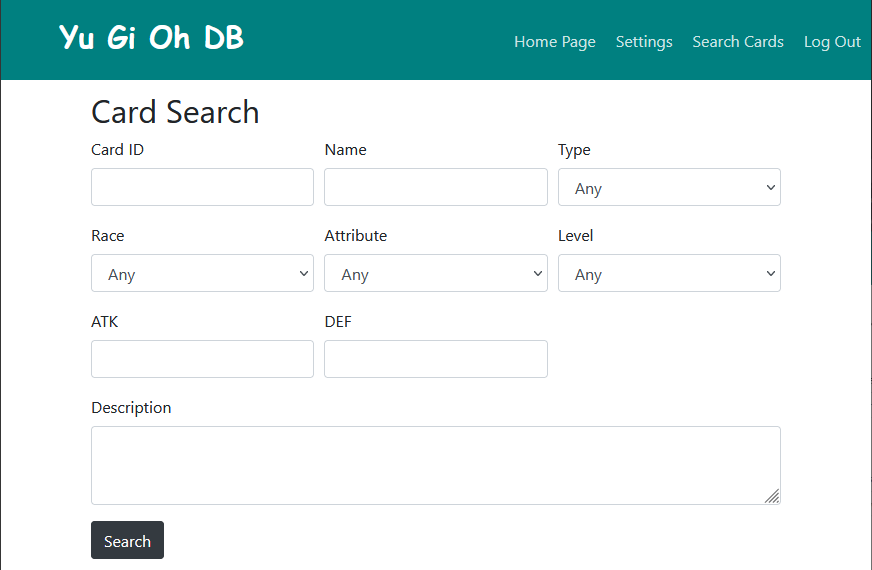 Yu Gi Oh DB
Home Page Settings Search Cards Log Out
Card Search
Card ID Name Type
Any
Race Attribute Level
Any Any Any
ATK DEF
Description
Search